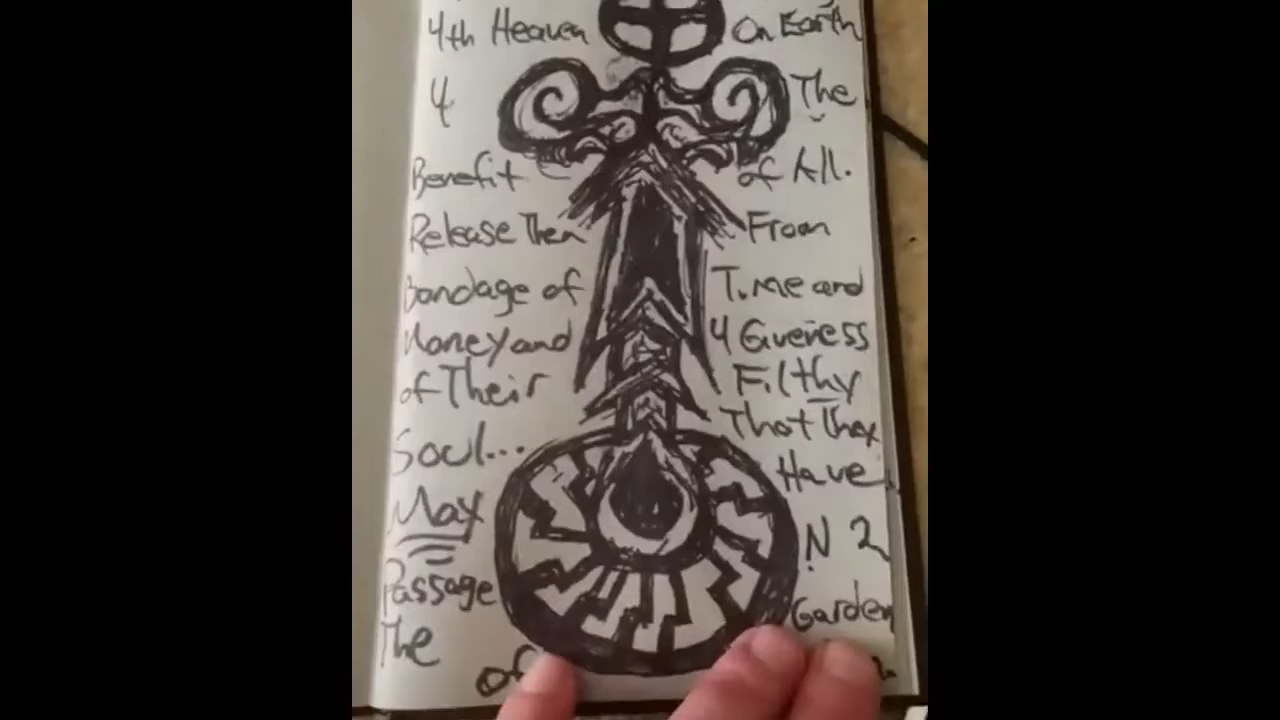 4th Heaven On Earth
4 The
Benefit of All.
Release Them From
Bondage of Time and
Money and 4 Giveness
of Their Filthy
Soul... That They
May Have
Passage N 2
The Garden
of